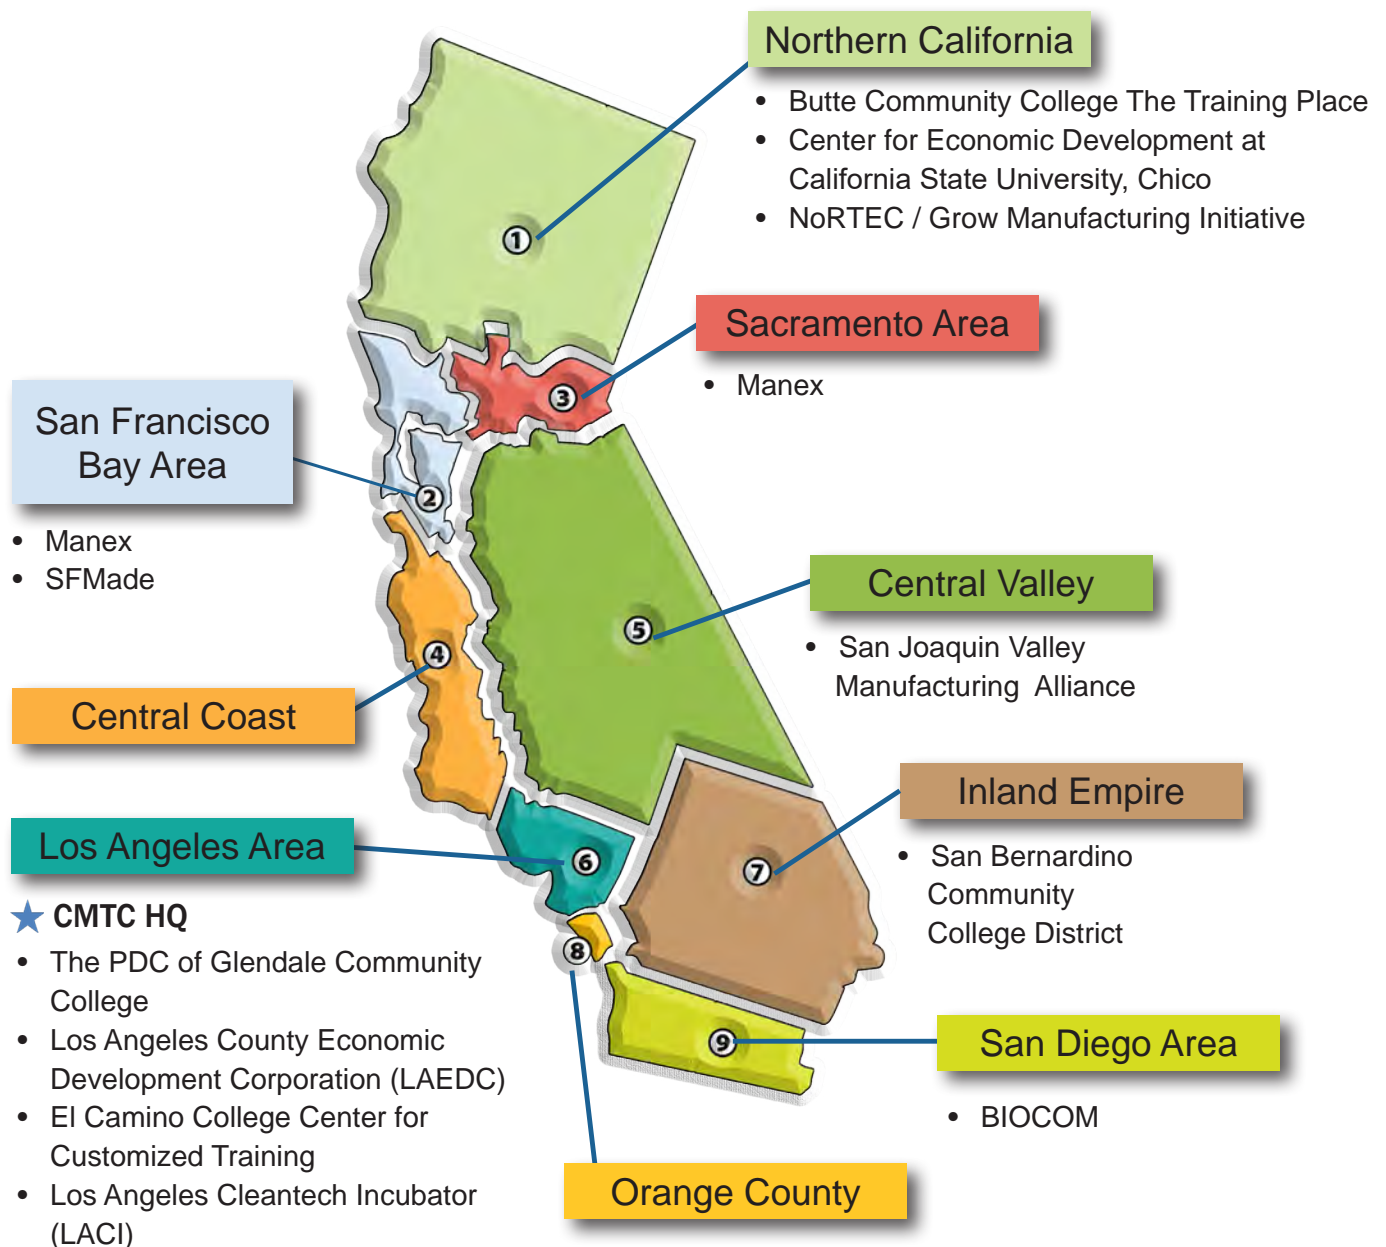 Northern California
• Butte Community College The Training Place
• Center for Economic Development at
California State University, Chico
• NoRTEC / Grow Manufacturing Initiative
1
Sacramento Area
• Manex
3
San Francisco
Bay Area
• Manex
• SFMade
2
Central Valley
• San Joaquin Valley
Manufacturing Alliance
5
4
Central Coast
Inland Empire
• San Bernardino
Community
College District
7
Los Angeles Area
6
★ CMTC HQ
• The PDC of Glendale Community
College
• Los Angeles County Economic
Development Corporation (LAEDC)
• El Camino College Center for
Customized Training
• Los Angeles Cleantech Incubator
(LACI)
8
9
San Diego Area
• BIOCOM
Orange County